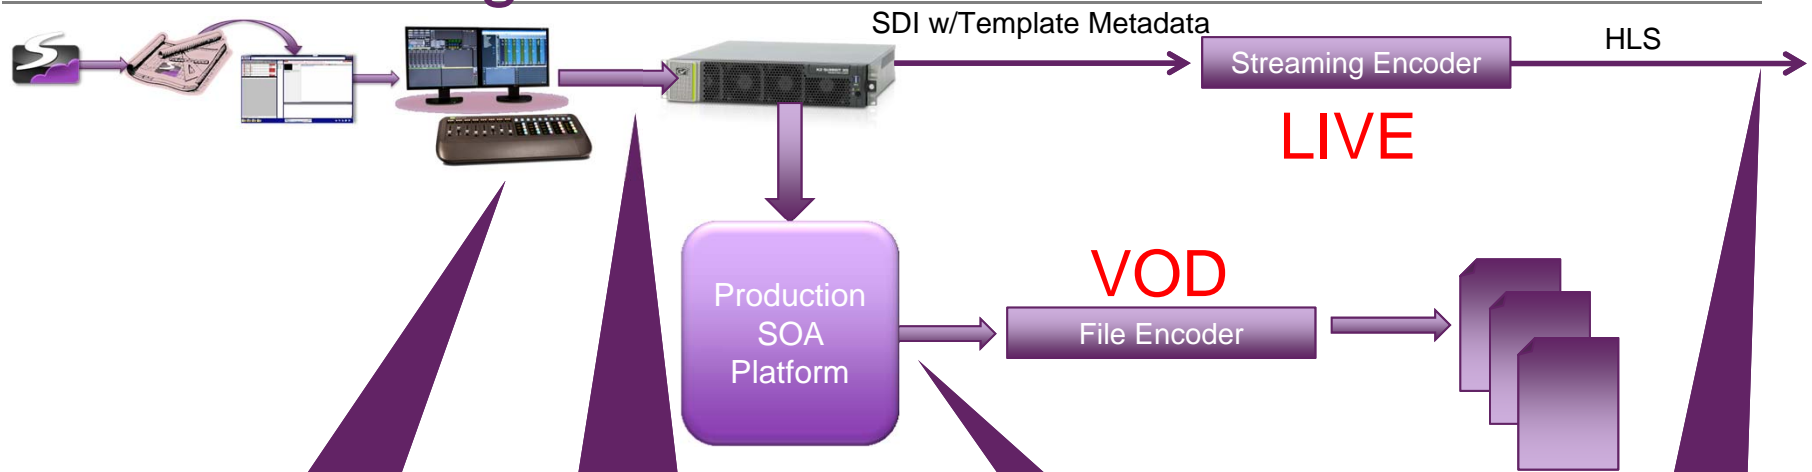 SDI w/Template Metadata
HLS
Streaming Encoder
LIVE
VOD
Production
SOA
Platform
File Encoder